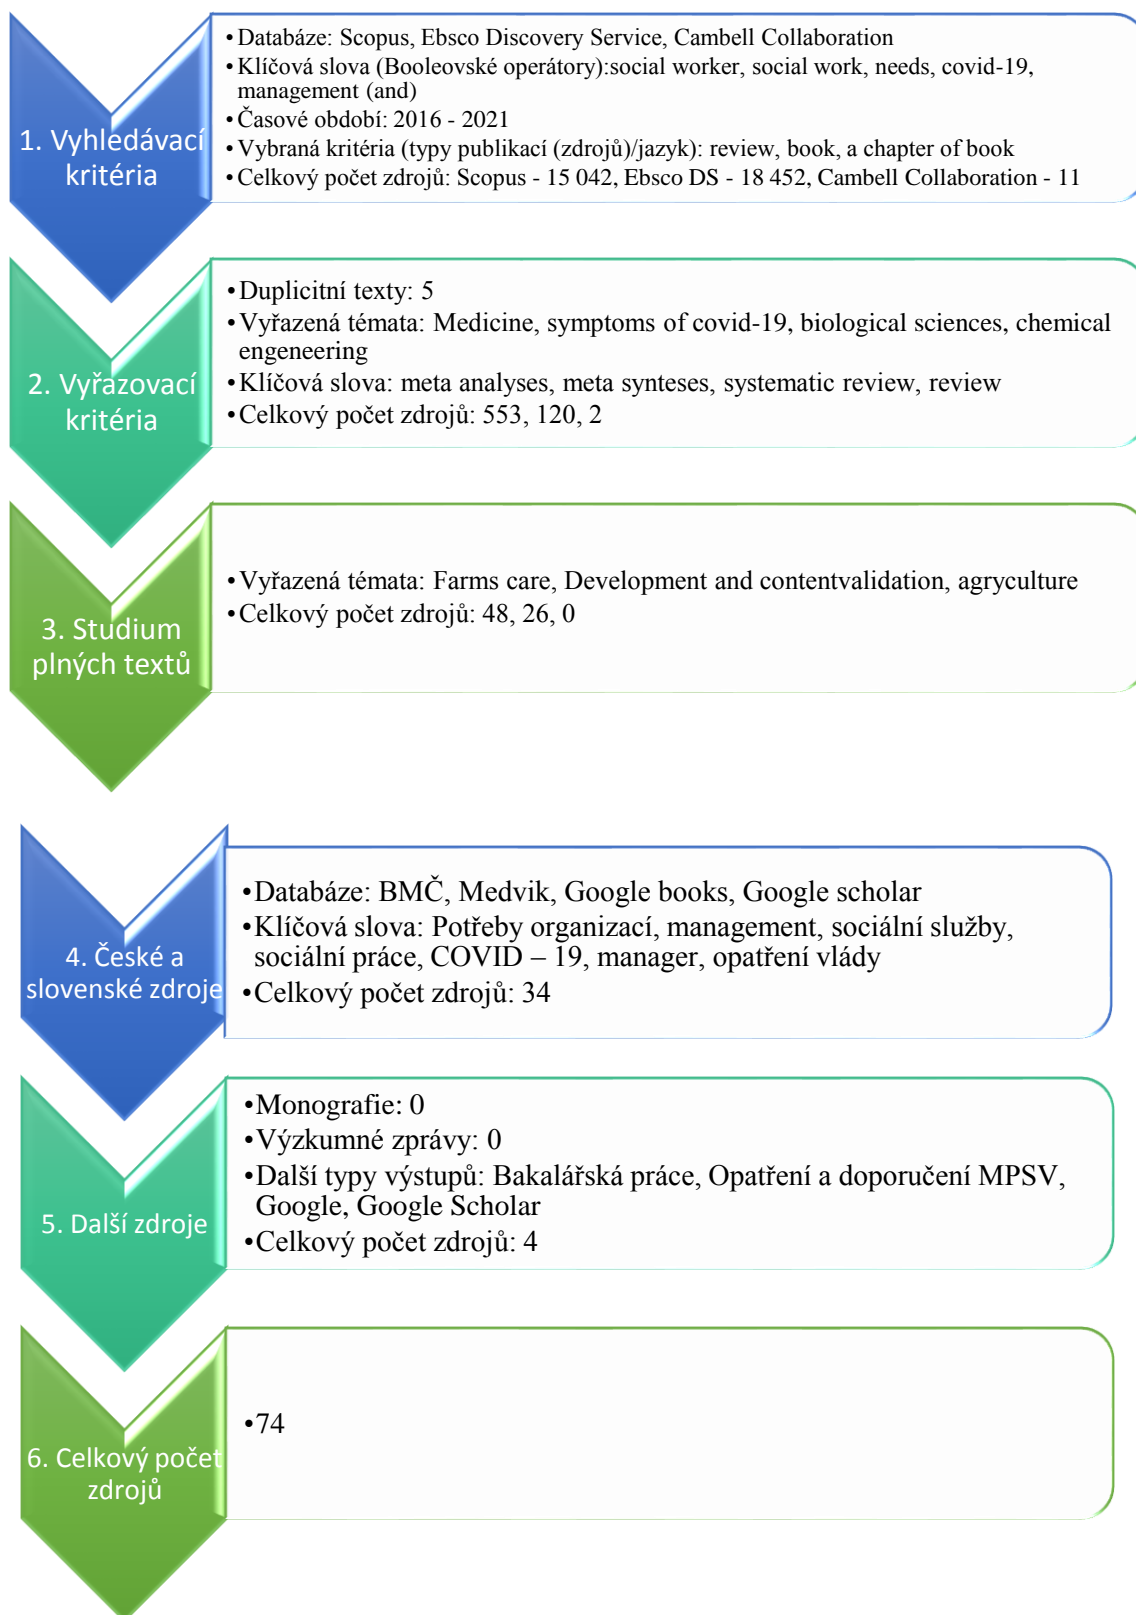 1. Vyhledávací
kritéria
•Databáze: Scopus, Ebsco Discovery Service, Cambell Collaboration
•Klíčová slova (Booleovské operátory):social worker, social work, needs, covid-19,
management (and)
•Časové období: 2016 - 2021
•Vybraná kritéria (typy publikací (zdrojů)/jazyk): review, book, a chapter of book
•Celkový počet zdrojů: Scopus - 15 042, Ebsco DS - 18 452, Cambell Collaboration - 11
2. Vyřazovací
kritéria
•Duplicitní texty: 5
•Vyřazená témata: Medicine, symptoms of covid-19, biological sciences, chemical
engeneering
•Klíčová slova: meta analyses, meta synteses, systematic review, review
•Celkový počet zdrojů: 553, 120, 2
3. Studium
plných textů
•Vyřazená témata: Farms care, Development and contentvalidation, agryculture
•Celkový počet zdrojů: 48, 26, 0
4. České a
slovenské zdroje
•Databáze: BMČ, Medvik, Google books, Google scholar
•Klíčová slova: Potřeby organizací, management, sociální služby,
sociální práce, COVID – 19, manager, opatření vlády
•Celkový počet zdrojů: 34
5. Další zdroje
•Monografie: 0
•Výzkumné zprávy: 0
•Další typy výstupů: Bakalářská práce, Opatření a doporučení MPSV,
Google, Google Scholar
•Celkový počet zdrojů: 4
6. Celkový počet
zdrojů
•74